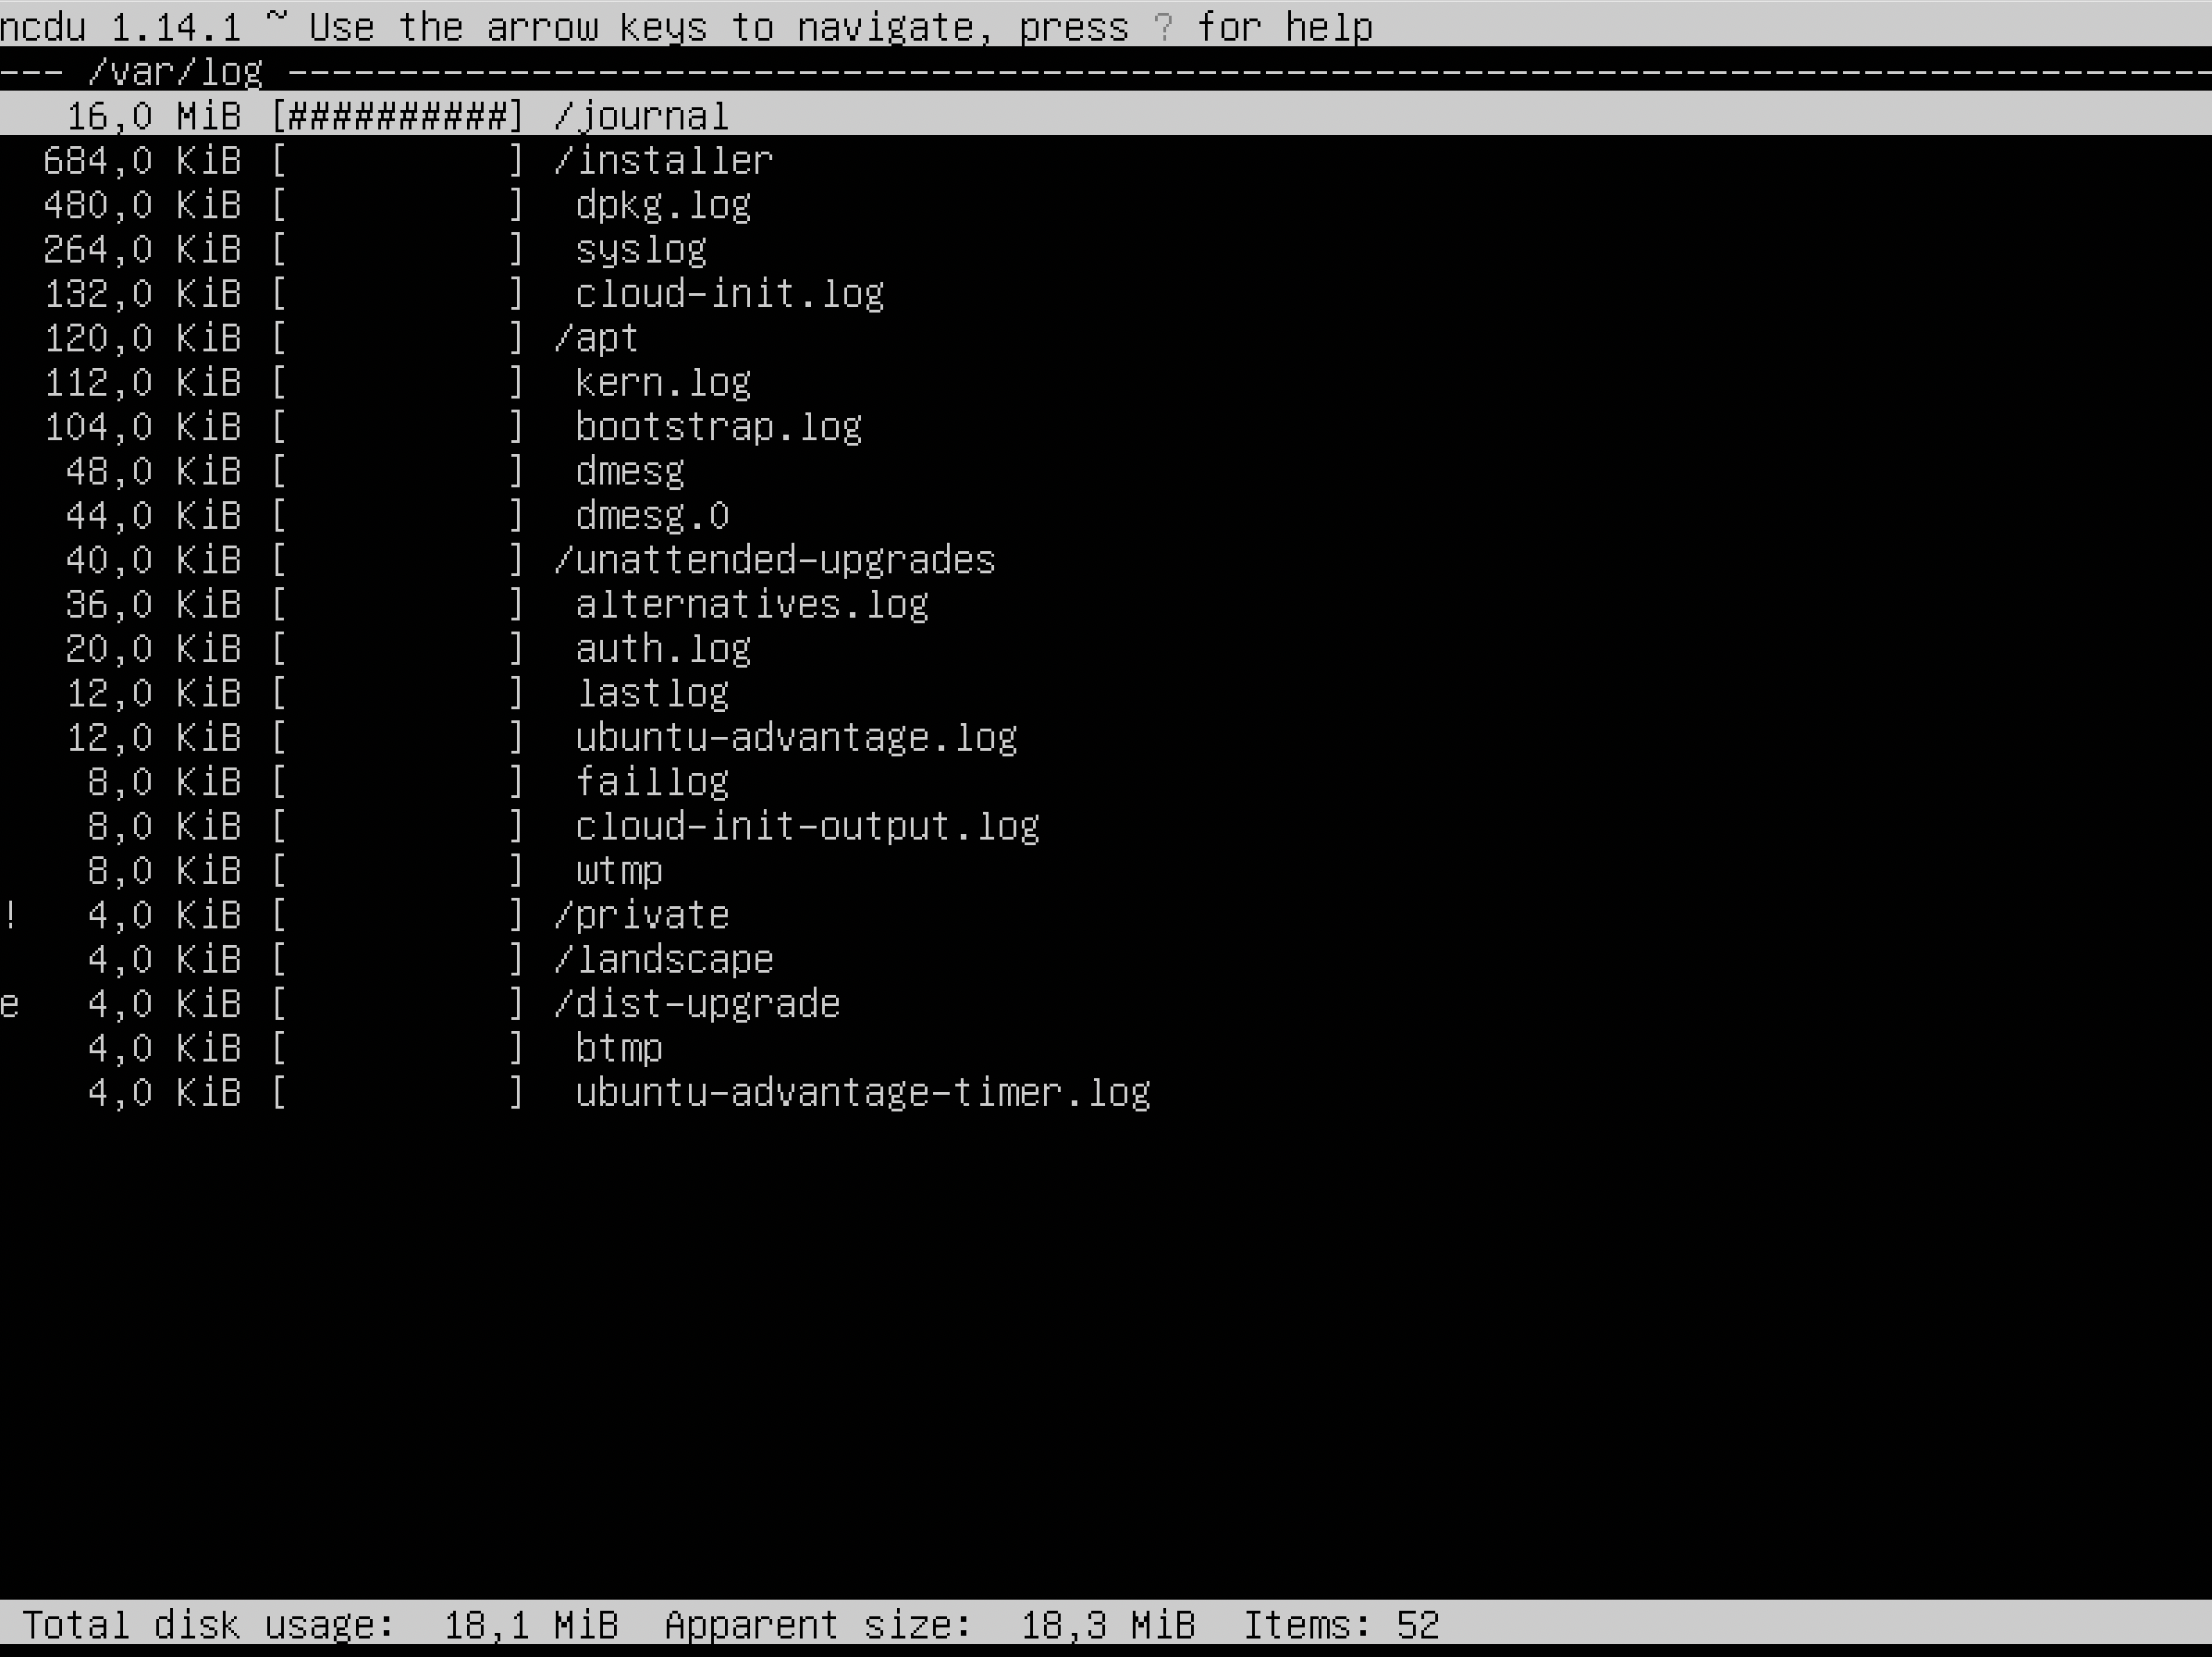 ncdu 1.14.1 ~ Use the arrow keys to navigate, press ? for help
--- /var/log ---------------------------------------------------------------------------------------
   16,0 MiB [##########] /journal
  684,0 KiB [          ] /installer
  480,0 KiB [          ]  dpkg.log
  264,0 KiB [          ]  syslog
  132,0 KiB [          ]  cloud-init.log
  120,0 KiB [          ] /apt
  112,0 KiB [          ]  kern.log
  104,0 KiB [          ]  bootstrap.log
   48,0 KiB [          ]  dmesg
   44,0 KiB [          ]  dmesg.0
   40,0 KiB [          ] /unattended-upgrades
   36,0 KiB [          ]  alternatives.log
   20,0 KiB [          ]  auth.log
   12,0 KiB [          ]  lastlog
   12,0 KiB [          ]  ubuntu-advantage.log
    8,0 KiB [          ]  faillog
    8,0 KiB [          ]  cloud-init-output.log
    8,0 KiB [          ]  wtmp
!   4,0 KiB [          ] /private
    4,0 KiB [          ] /landscape
e   4,0 KiB [          ] /dist-upgrade
    4,0 KiB [          ]  btmp
    4,0 KiB [          ]  ubuntu-advantage-timer.log
 Total disk usage:  18,1 MiB  Apparent size:  18,3 MiB  Items: 52